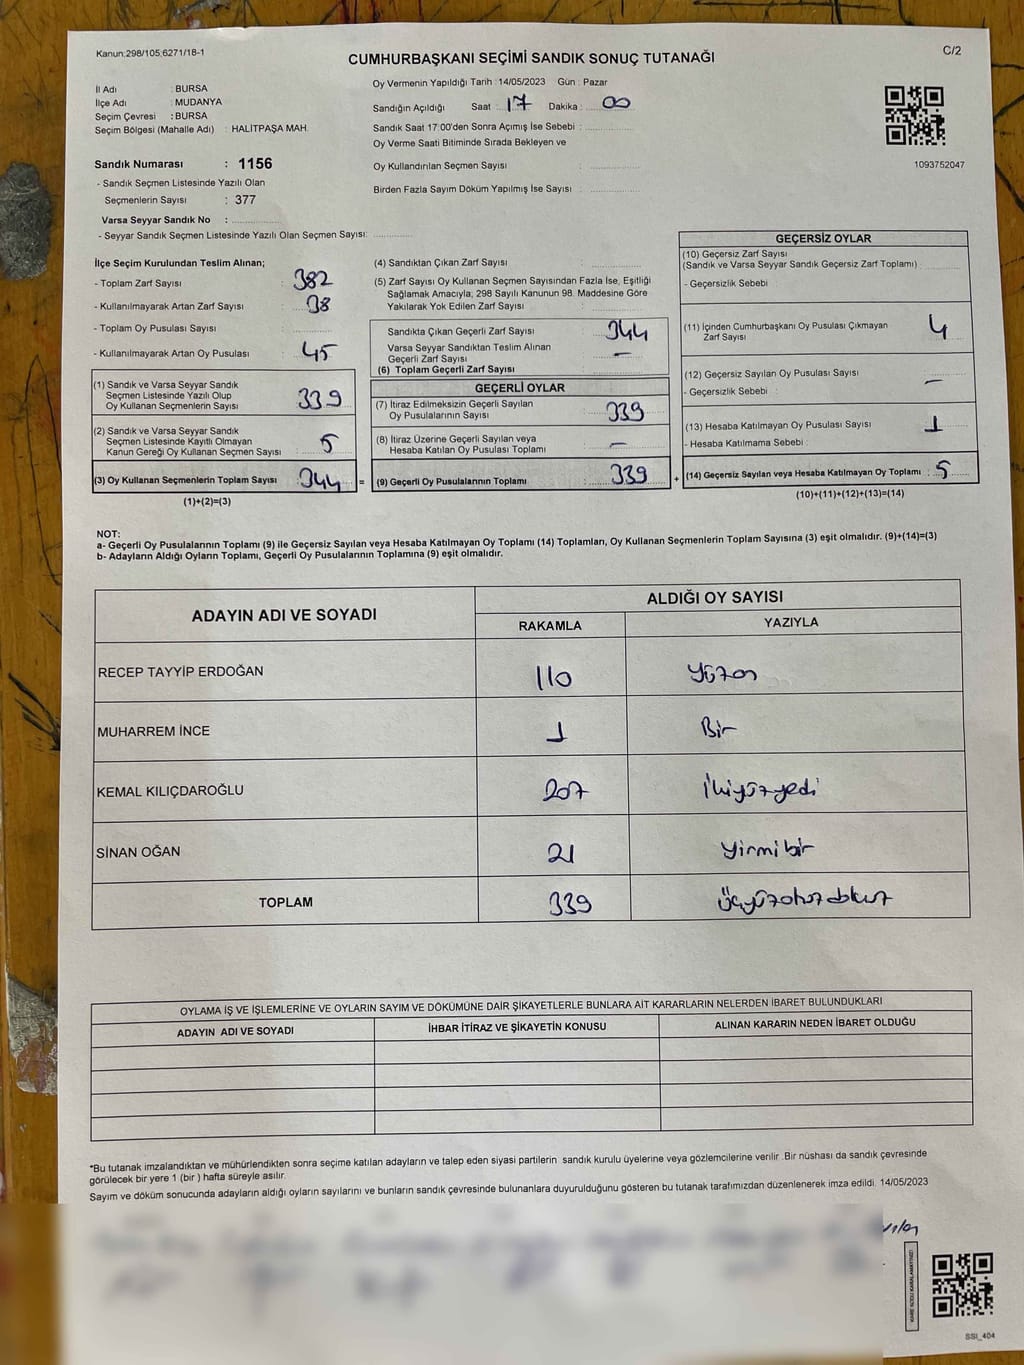 Kanun:298/105,6271/18-1
CUMHURBAŞKANI SEÇİMİ SANDIK SONUÇ TUTANAĞI
C/2
İl Adı : BURSA
İlçe Adı : MUDANYA
Seçim Çevresi : BURSA
Seçim Bölgesi (Mahalle Adı) : HALİTPAŞA MAH.
Oy Vermenin Yapıldığı Tarih : 14/05/2023 Gün : Pazar
Sandığın Açıldığı Saat : 17 Dakika : 00
Sandık Saat 17:00'den Sonra Açımış İse Sebebi :
Oy Verme Saati Bitiminde Sırada Bekleyen ve
Oy Kullandırılan Seçmen Sayısı :
Birden Fazla Sayım Döküm Yapılmış İse Sayısı :
1093752047
Sandık Numarası : 1156
- Sandık Seçmen Listesinde Yazılı Olan
Seçmenlerin Sayısı : 377
Varsa Seyyar Sandık No :
- Seyyar Sandık Seçmen Listesinde Yazılı Olan Seçmen Sayısı:
İlçe Seçim Kurulundan Teslim Alınan;
- Toplam Zarf Sayısı : 382
- Kullanılmayarak Artan Zarf Sayısı : 38
- Toplam Oy Pusulası Sayısı :
- Kullanılmayarak Artan Oy Pusulası : 45
(1) Sandık ve Varsa Seyyar Sandık
Seçmen Listesinde Yazılı Olup
Oy Kullanan Seçmenlerin Sayısı : 339
(2) Sandık ve Varsa Seyyar Sandık
Seçmen Listesinde Kayıtlı Olmayan
Kanun Gereği Oy Kullanan Seçmen Sayısı : 5
(3) Oy Kullanan Seçmenlerin Toplam Sayısı : 344
(1)+(2)=(3)
=
(4) Sandıktan Çıkan Zarf Sayısı :
(5) Zarf Sayısı Oy Kullanan Seçmen Sayısından Fazla İse, Eşitliği
Sağlamak Amacıyla; 298 Sayılı Kanunun 98. Maddesine Göre
Yakılarak Yok Edilen Zarf Sayısı :
Sandıkta Çıkan Geçerli Zarf Sayısı : 344
Varsa Seyyar Sandıktan Teslim Alınan
Geçerli Zarf Sayısı : —
(6) Toplam Geçerli Zarf Sayısı :
GEÇERLİ OYLAR
(7) İtiraz Edilmeksizin Geçerli Sayılan
Oy Pusulalarının Sayısı : 339
(8) İtiraz Üzerine Geçerli Sayılan veya
Hesaba Katılan Oy Pusulası Toplamı : —
(9) Geçerli Oy Pusulalarının Toplamı : 339
+
GEÇERSİZ OYLAR
(10) Geçersiz Zarf Sayısı
(Sandık ve Varsa Seyyar Sandık Geçersiz Zarf Toplamı) :
- Geçersizlik Sebebi :
(11) İçinden Cumhurbaşkanı Oy Pusulası Çıkmayan
Zarf Sayısı : 4
(12) Geçersiz Sayılan Oy Pusulası Sayısı : —
- Geçersizlik Sebebi :
(13) Hesaba Katılmayan Oy Pusulası Sayısı : 1
- Hesaba Katılmama Sebebi :
(14) Geçersiz Sayılan veya Hesaba Katılmayan Oy Toplamı : 5
(10)+(11)+(12)+(13)=(14)
NOT:
a- Geçerli Oy Pusulalarının Toplamı (9) ile Geçersiz Sayılan veya Hesaba Katılmayan Oy Toplamı (14) Toplamları, Oy Kullanan Seçmenlerin Toplam Sayısına (3) eşit olmalıdır. (9)+(14)=(3)
b- Adayların Aldığı Oyların Toplamı, Geçerli Oy Pusulalarının Toplamına (9) eşit olmalıdır.
ADAYIN ADI VE SOYADI
ALDIĞI OY SAYISI
RAKAMLA YAZIYLA
RECEP TAYYİP ERDOĞAN 110 Yüzon
MUHARREM İNCE 1 Bir
KEMAL KILIÇDAROĞLU 207 İkiyüzyedi
SİNAN OĞAN 21 Yirmibir
TOPLAM 339 Üçyüzotuzdokuz
OYLAMA İŞ VE İŞLEMLERİNE VE OYLARIN SAYIM VE DÖKÜMÜNE DAİR ŞİKAYETLERLE BUNLARA AİT KARARLARIN NELERDEN İBARET BULUNDUKLARI
ADAYIN ADI VE SOYADI İHBAR İTİRAZ VE ŞİKAYETİN KONUSU ALINAN KARARIN NEDEN İBARET OLDUĞU
*Bu tutanak imzalandıktan ve mühürlendikten sonra seçime katılan adayların ve talep eden siyasi partilerin sandık kurulu üyelerine veya gözlemcilerine verilir .Bir nüshası da sandık çevresinde
görülecek bir yere 1 (bir ) hafta süreyle asılır.
Sayım ve döküm sonucunda adayların aldığı oyların sayılarını ve bunların sandık çevresinde bulunanlara duyurulduğunu gösteren bu tutanak tarafımızdan düzenlenerek imza edildi. 14/05/2023
KARE KODU KARALAMAYINIZ!
SSI_404